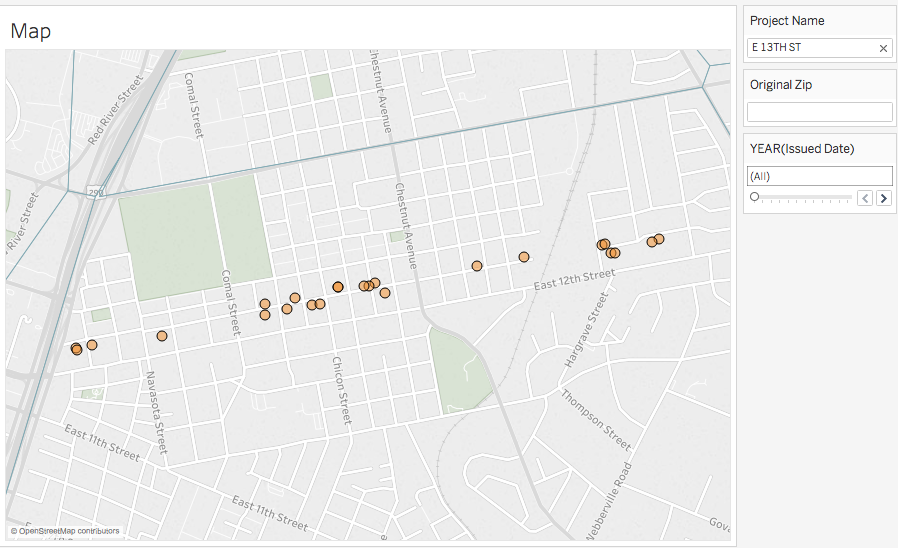 Map
Project Name
E 13TH ST
Original Zip
YEAR(Issued Date)
(All)
Red River Street
Comal Street
Chestnut Avenue
290
River Street
Chestnut Avenue
Comal Street
East 12th Street
Hargrave Street
Chicon Street
Navasota Street
Thompson Street
East 11th Street
East 11th Street
Webberville Road
Gov
© OpenStreetMap contributors